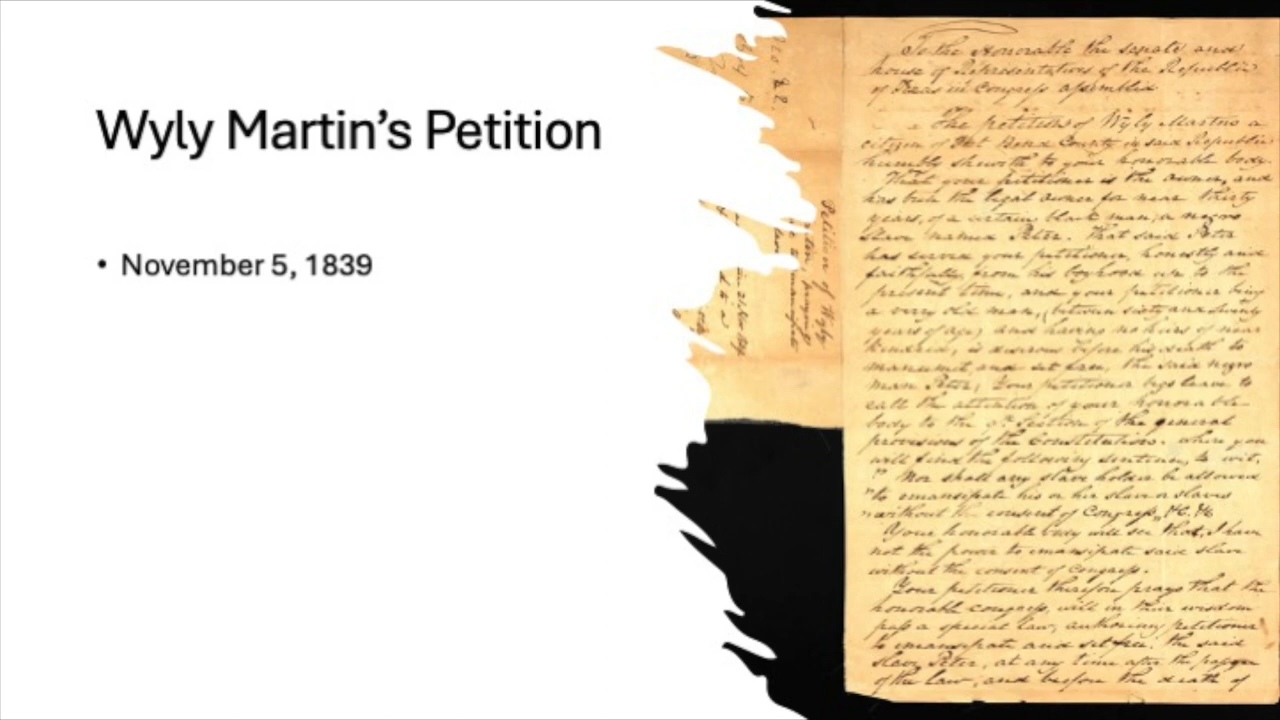 Wyly Martin’s Petition
• November 5, 1839
To the Honorable the senate and
house of Representatives of the Republic
of Texas in Congress assembled
The petition of Wyly Martin a
citizen of Fort Bend County in said Republic
humbly sheweth to your honorable body.
That your petitioner is the owner, and
has been the legal owner for near thirty
years, of a certain black man, a negro
slave named Peter. That said Peter
has served your petitioner, honestly and
faithfully, from his boyhood up to the
present time, and your petitioner being
a very old man, (between sixty and seventy
years of age) and having no heirs of near
kindred, is desirous before his death to
manumit and set free, the said negro
man Peter; Your petitioner begs leave to
call the attention of your honorable
body to the 9th Section of the general
provisions of the Constitution. where you
will find the following sentence, to wit,
" Nor shall any slave holder be allowed
"to emansipate his or her slave or slaves
"without the consent of Congress," &C. &c
Your honorable body will see that, I have
not the power to emansipate said slave
without the consent of Congress.
Your petitioner therefore prays that the
honorable congress, will in their wisdom
pass a special law, authorising petitioner
to emansipate and set free, the said
slave Peter, at any time after the passage
of the law, and before the death of
Petition of Wyly